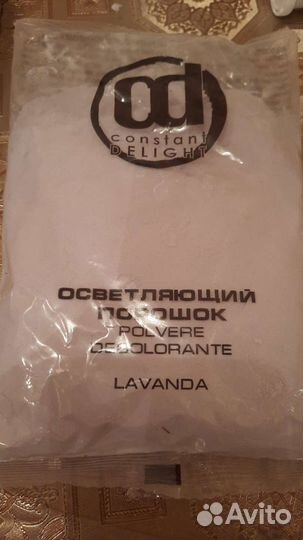 cd
constant
DELIGHT
ОСВЕТЛЯЮЩИЙ
ПОРОШОК
POLVERE
DECOLORANTE
LAVANDA
Avito